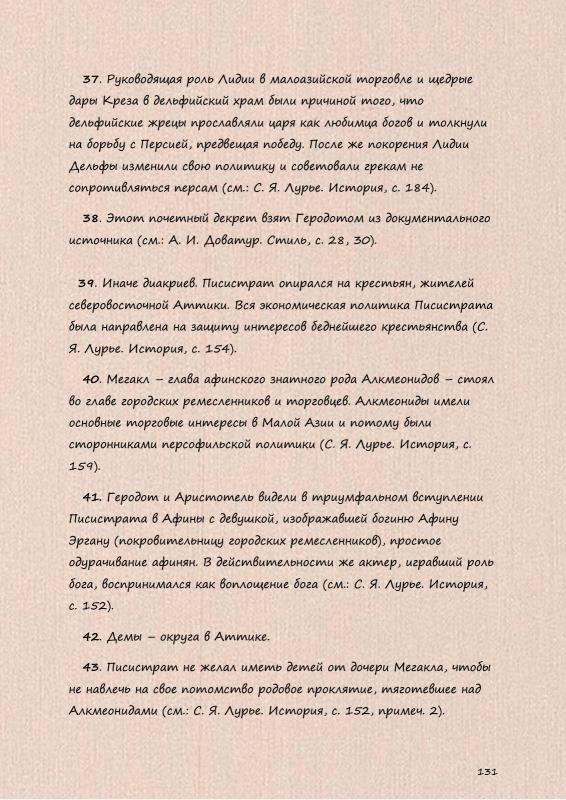 37. Руководящая роль Лидии в малоазийской торговле и щедрые
дары Креза в дельфийский храм были причиной того, что
дельфийские жрецы прославляли царя как любимца богов и толкнули
на борьбу с Персией, предвещая победу. После же покорения Лидии
Дельфы изменили свою политику и советовали грекам не
сопротивляться персам (см.: С. Я. Лурье. История, с. 184).
38. Этот почетный декрет взят Геродотом из документального
источника (см.: А. И. Доватур. Стиль, с. 28, 30).
39. Иначе диакриев. Писистрат опирался на крестьян, жителей
северовосточной Аттики. Вся экономическая политика Писистрата
была направлена на защиту интересов беднейшего крестьянства (С.
Я. Лурье. История, с. 154).
40. Мегакл – глава афинского знатного рода Алкмеонидов – стоял
во главе городских ремесленников и торговцев. Алкмеониды имели
основные торговые интересы в Малой Азии и потому были
сторонниками персофильской политики (С. Я. Лурье. История, с.
159).
41. Геродот и Аристотель видели в триумфальном вступлении
Писистрата в Афины с девушкой, изображавшей богиню Афину
Эргану (покровительницу городских ремесленников), простое
одурачивание афинян. В действительности же актер, игравший роль
бога, воспринимался как воплощение бога (см.: С. Я. Лурье. История,
с. 152).
42. Демы – округа в Аттике.
43. Писистрат не желал иметь детей от дочери Мегакла, чтобы
не навлечь на свое потомство родовое проклятие, тяготевшее над
Алкмеонидами (см.: С. Я. Лурье. История, с. 152, примеч. 2).
131